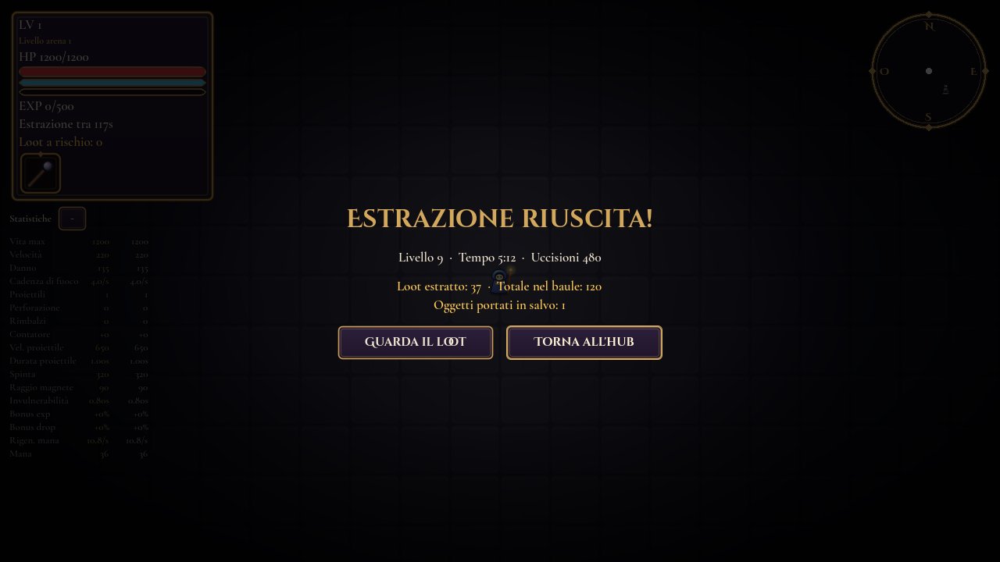 LV 1
Livello arena 1
HP 1200/1200
EXP 0/500
Estrazione tra 117s
Loot a rischio: 0
Statistiche -
Vita max 1200 1200
Velocità 220 220
Danno 135 135
Cadenza di fuoco 4.0/s 4.0/s
Proiettili 1 1
Perforazione 0 0
Rimbalzi 0 0
Contatore +0 +0
Vel. proiettile 650 650
Durata proiettile 1.00s 1.00s
Spinta 320 320
Raggio magnete 90 90
Invulnerabilità 0.80s 0.80s
Bonus exp +0% +0%
Bonus drop +0% +0%
Rigen. mana 10.8/s 10.8/s
Mana 36 36
N
O E
S
Estrazione riuscita!
Livello 9 · Tempo 5:12 · Uccisioni 480
Loot estratto: 37 · Totale nel baule: 120
Oggetti portati in salvo: 1
Guarda il loot
Torna all'hub